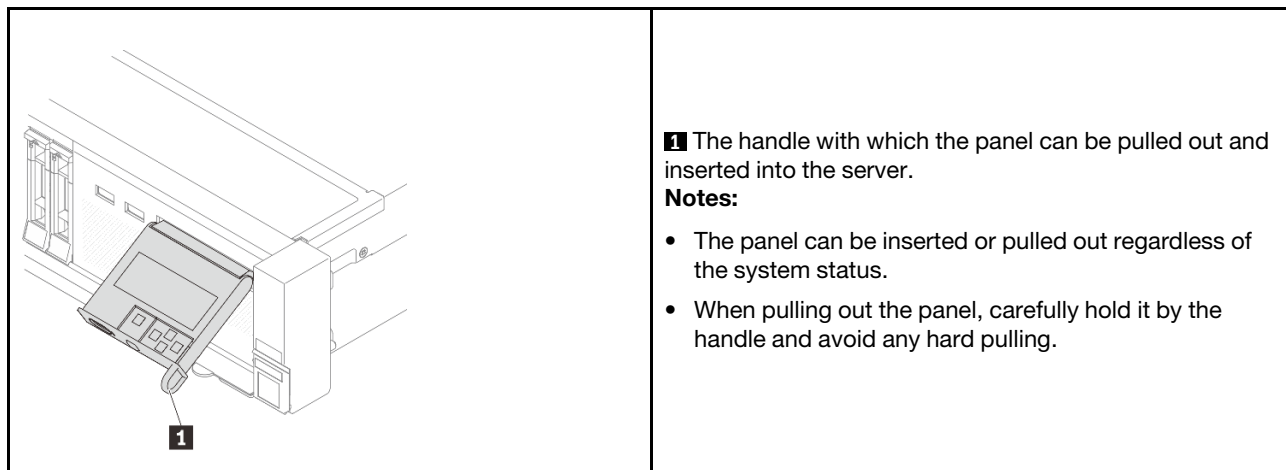 1
1 The handle with which the panel can be pulled out and
inserted into the server.
Notes:
• The panel can be inserted or pulled out regardless of
the system status.
• When pulling out the panel, carefully hold it by the
handle and avoid any hard pulling.